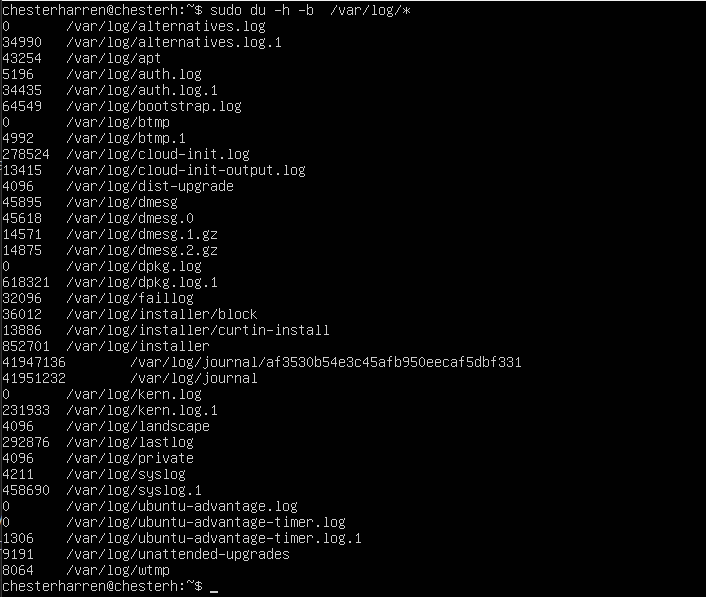 chesterharren@chesterh:~$ sudo du -h -b  /var/log/*
0       /var/log/alternatives.log
34990   /var/log/alternatives.log.1
43254   /var/log/apt
5196    /var/log/auth.log
34435   /var/log/auth.log.1
64549   /var/log/bootstrap.log
0       /var/log/btmp
4992    /var/log/btmp.1
278524  /var/log/cloud-init.log
13415   /var/log/cloud-init-output.log
4096    /var/log/dist-upgrade
45895   /var/log/dmesg
45618   /var/log/dmesg.0
14571   /var/log/dmesg.1.gz
14875   /var/log/dmesg.2.gz
0       /var/log/dpkg.log
618321  /var/log/dpkg.log.1
32096   /var/log/faillog
36012   /var/log/installer/block
13886   /var/log/installer/curtin-install
852701  /var/log/installer
41947136        /var/log/journal/af3530b54e3c45afb950eecaf5dbf331
41951232        /var/log/journal
0       /var/log/kern.log
231933  /var/log/kern.log.1
4096    /var/log/landscape
292876  /var/log/lastlog
4096    /var/log/private
4211    /var/log/syslog
458690  /var/log/syslog.1
0       /var/log/ubuntu-advantage.log
0       /var/log/ubuntu-advantage-timer.log
1306    /var/log/ubuntu-advantage-timer.log.1
9191    /var/log/unattended-upgrades
8064    /var/log/wtmp
chesterharren@chesterh:~$ _